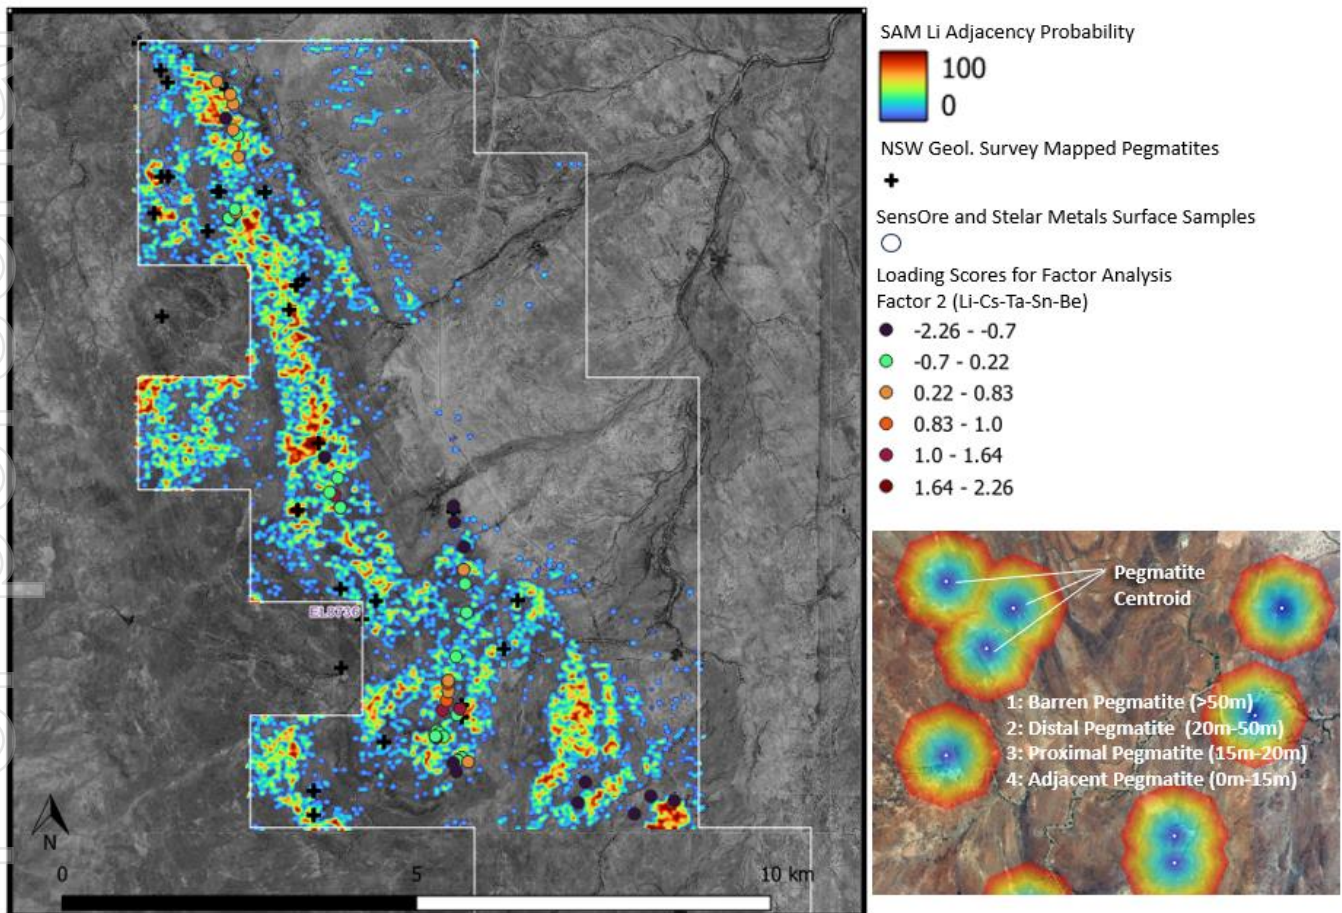 SAM Li Adjacency Probability
100
0
NSW Geol. Survey Mapped Pegmatites
SensOre and Stelar Metals Surface Samples
Loading Scores for Factor Analysis
Factor 2 (Li-Cs-Ta-Sn-Be)
-2.26 - -0.7
-0.7 - 0.22
0.22 - 0.83
0.83 - 1.0
1.0 - 1.64
1.64 - 2.26
EL8736
N
0
5
10 km
Pegmatite
Centroid
1: Barren Pegmatite (>50m)
2: Distal Pegmatite (20m-50m)
3: Proximal Pegmatite (15m-20m)
4: Adjacent Pegmatite (0m-15m)